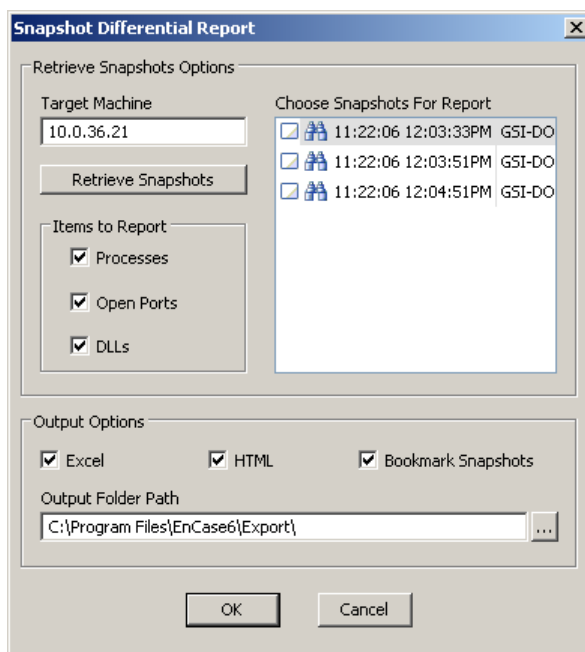 Snapshot Differential Report
Retrieve Snapshots Options
Target Machine
10.0.36.21
Retrieve Snapshots
Items to Report
Processes
Open Ports
DLLs
Choose Snapshots For Report
11:22:06 12:03:33PM GSI-DO
11:22:06 12:03:51PM GSI-DO
11:22:06 12:04:51PM GSI-DO
Output Options
Excel HTML Bookmark Snapshots
Output Folder Path
C:\Program Files\EnCase6\Export\ ...
OK Cancel